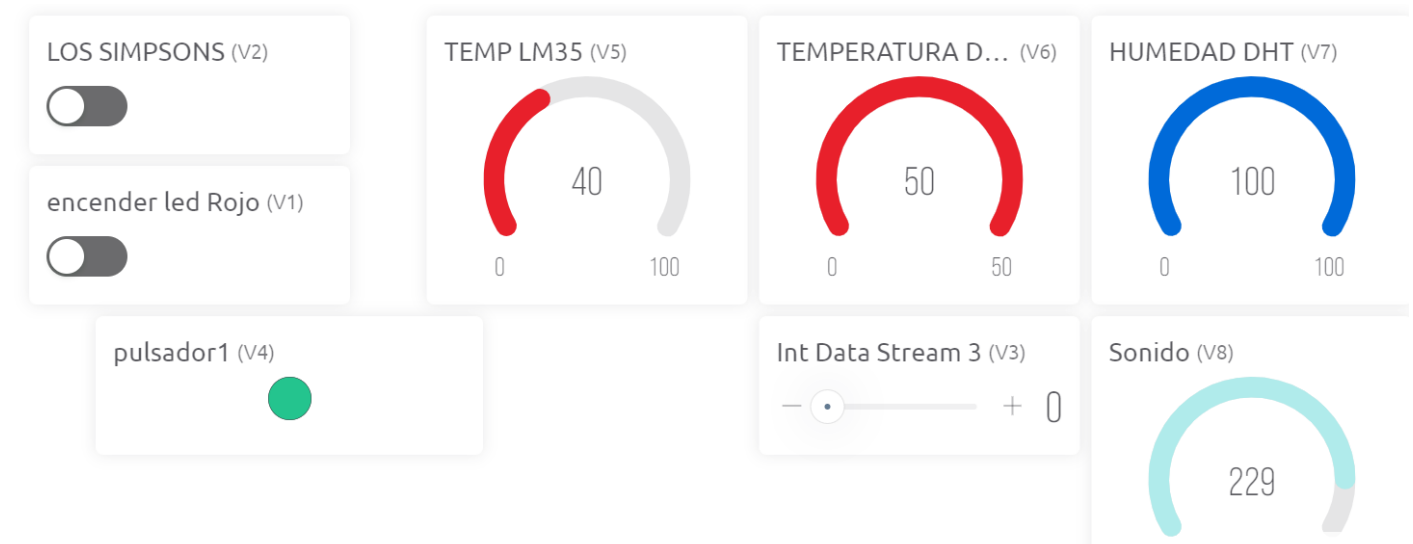 LOS SIMPSONS (V2)
TEMP LM35 (V5)
40
0 100
TEMPERATURA D... (V6)
50
0 50
HUMEDAD DHT (V7)
100
0 100
encender led Rojo (V1)
pulsador1 (V4)
Int Data Stream 3 (V3)
− + 0
Sonido (V8)
229